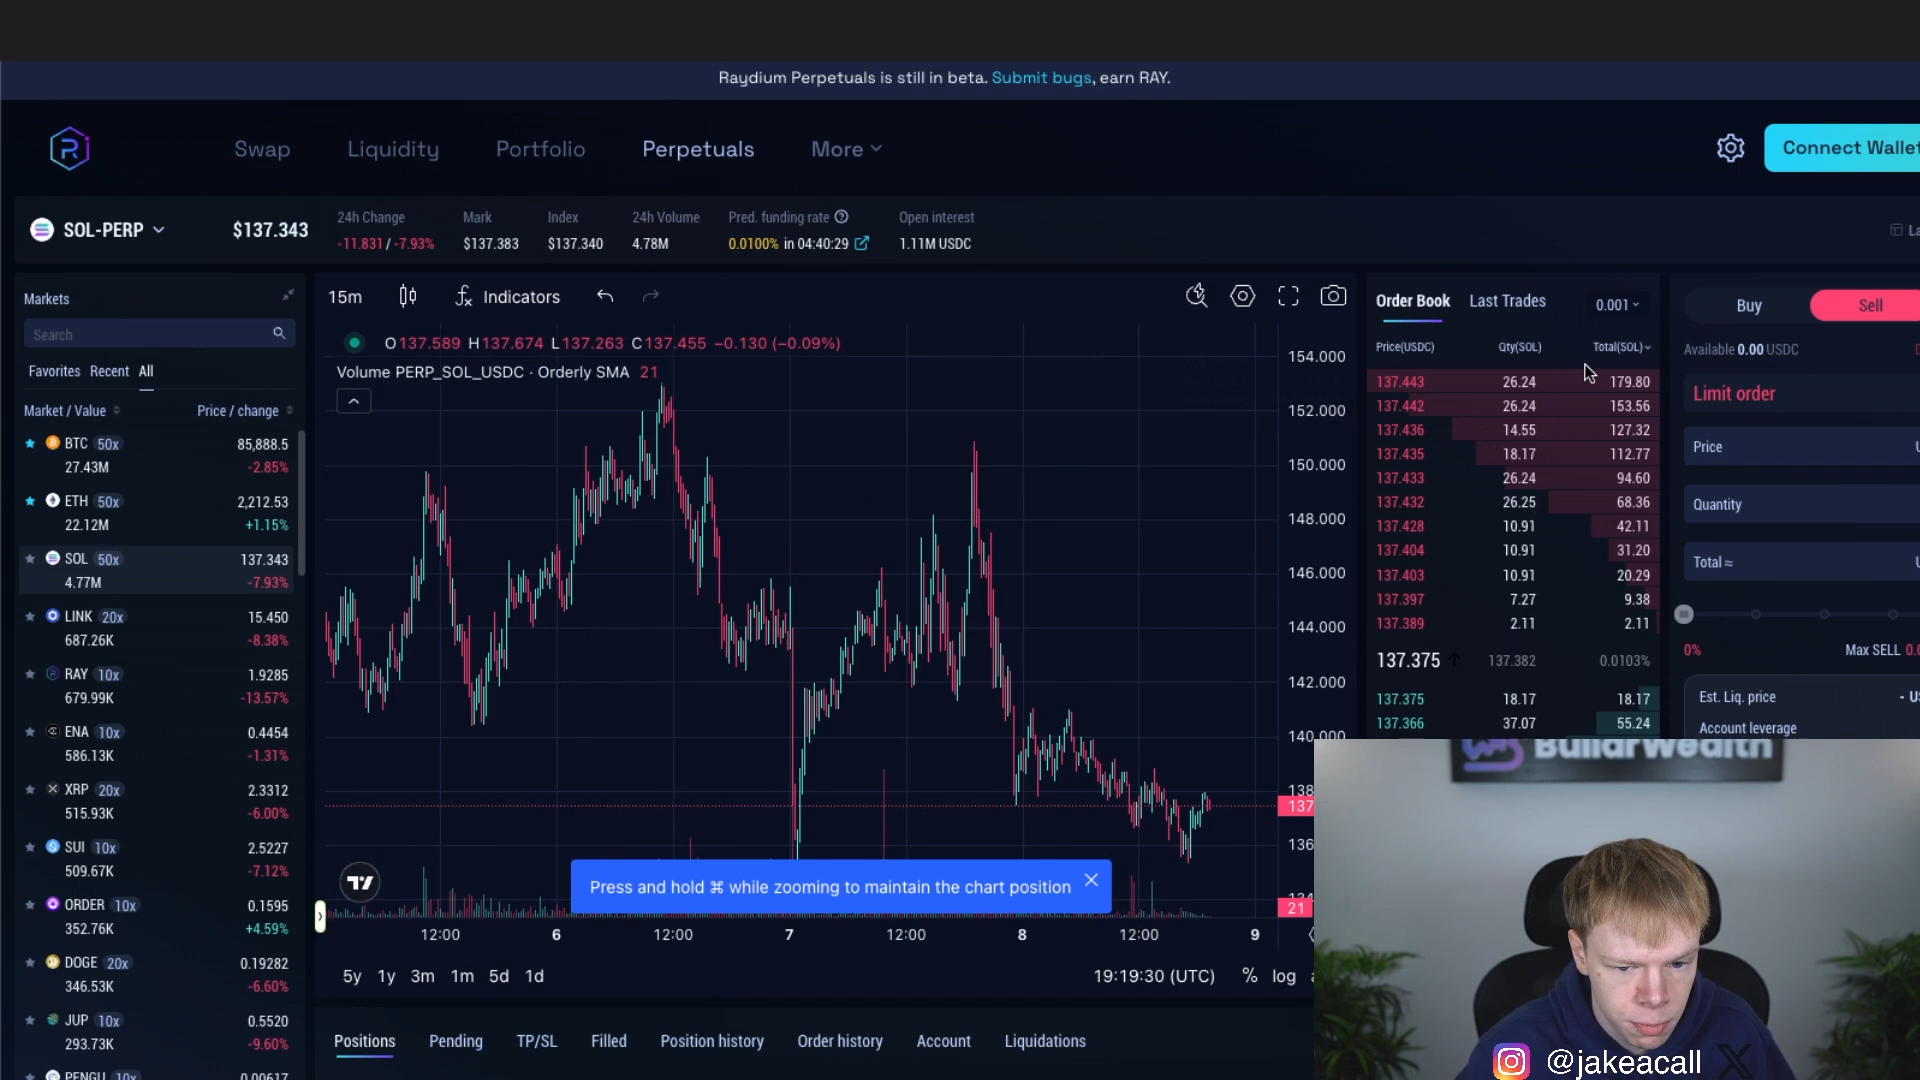 Raydium Perpetuals is still in beta. Submit bugs, earn RAY.
Swap Liquidity Portfolio Perpetuals More
Connect Wallet
SOL-PERP $137.343
24h Change Mark Index 24h Volume Pred. funding rate Open interest
-11.831 / -7.93% $137.383 $137.340 4.78M 0.0100% in 04:40:29 1.11M USDC
Markets
Search
Favorites Recent All
Market / Value Price / change
BTC 50x 85,888.5
27.43M -2.85%
ETH 50x 2,212.53
22.12M +1.15%
SOL 50x 137.343
4.77M -7.93%
LINK 20x 15.450
687.26K -8.38%
RAY 10x 1.9285
679.99K -13.57%
ENA 10x 0.4454
586.13K -1.31%
XRP 20x 2.3312
515.93K -6.00%
SUI 10x 2.5227
509.67K -7.12%
ORDER 10x 0.1595
352.76K +4.59%
DOGE 20x 0.19282
346.53K -6.60%
JUP 10x 0.5520
293.73K -9.60%
PENGU 10x 0.00617
15m Indicators
O137.589 H137.674 L137.263 C137.455 −0.130 (−0.09%)
Volume PERP_SOL_USDC · Orderly SMA 21
154.000
152.000
150.000
148.000
146.000
144.000
142.000
140.000
138
137
136
21
Press and hold ⌘ while zooming to maintain the chart position
12:00 6 12:00 7 12:00 8 12:00 9
5y 1y 3m 1m 5d 1d 19:19:30 (UTC) % log
Positions Pending TP/SL Filled Position history Order history Account Liquidations
Order Book Last Trades 0.001
Price(USDC) Qty(SOL) Total(SOL)
137.443 26.24 179.80
137.442 26.24 153.56
137.436 14.55 127.32
137.435 18.17 112.77
137.433 26.24 94.60
137.432 26.25 68.36
137.428 10.91 42.11
137.404 10.91 31.20
137.403 10.91 20.29
137.397 7.27 9.38
137.389 2.11 2.11
137.375 137.382 0.0103%
137.375 18.17 18.17
137.366 37.07 55.24
Buy Sell
Available 0.00 USDC
Limit order
Price
Quantity
Total ≈
0% Max SELL 0.0
Est. Liq. price - US
Account leverage
BuildrWealth
@jakeacall